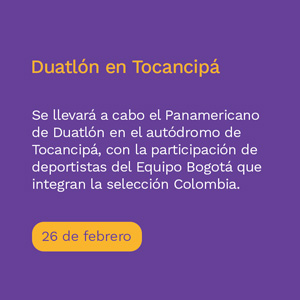 Duatlón en Tocancipá
Se llevará a cabo el Panamericano
de Duatlón en el autódromo de
Tocancipá, con la participación de
deportistas del Equipo Bogotá que
integran la selección Colombia.
26 de febrero